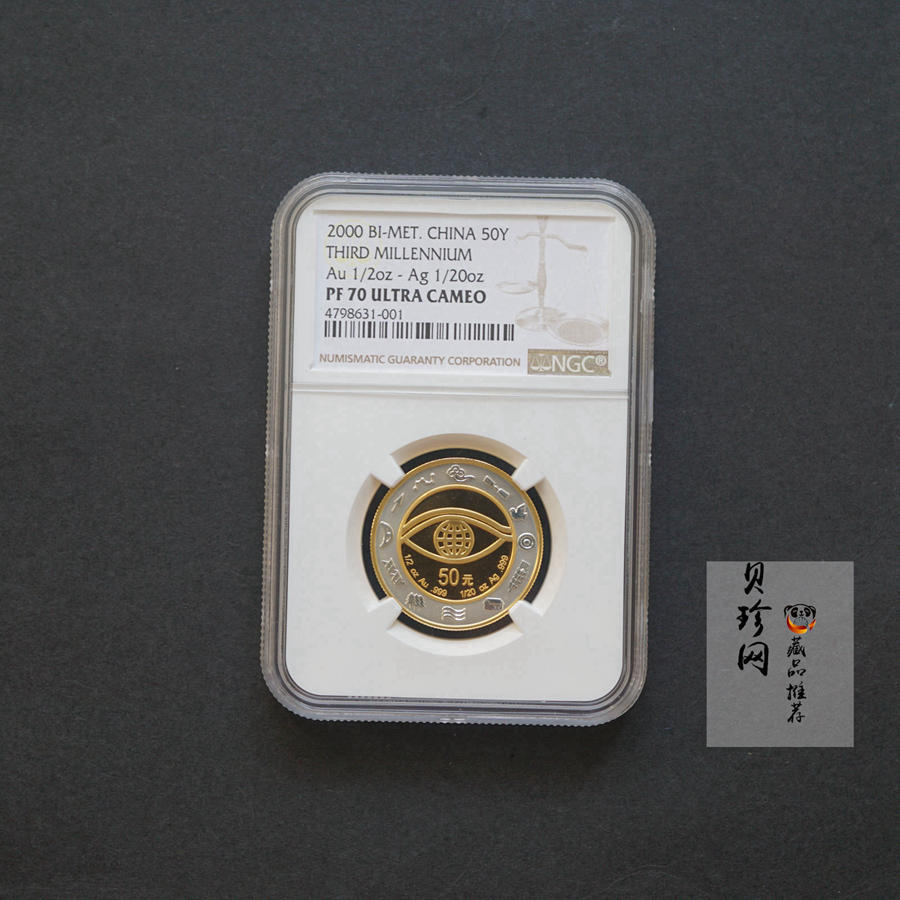 2000 BI-MET. CHINA 50Y
THIRD MILLENNIUM
Au 1/2oz - Ag 1/20oz
PF 70 ULTRA CAMEO
4798631-001
NUMISMATIC GUARANTY CORPORATION
NGC®
50元
1/2 oz Au .999 1/20 oz Ag .999
贝珍网
藏品推荐